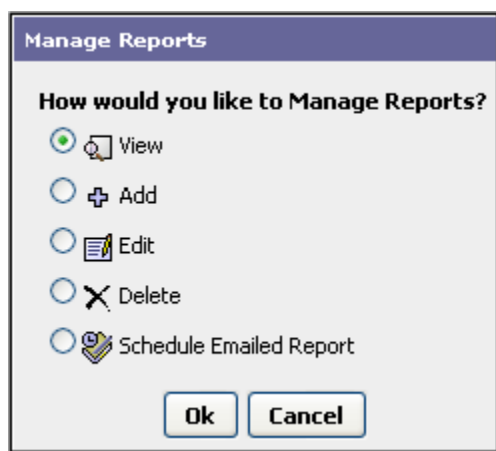 Manage Reports
How would you like to Manage Reports?
View
Add
Edit
Delete
Schedule Emailed Report
Ok Cancel